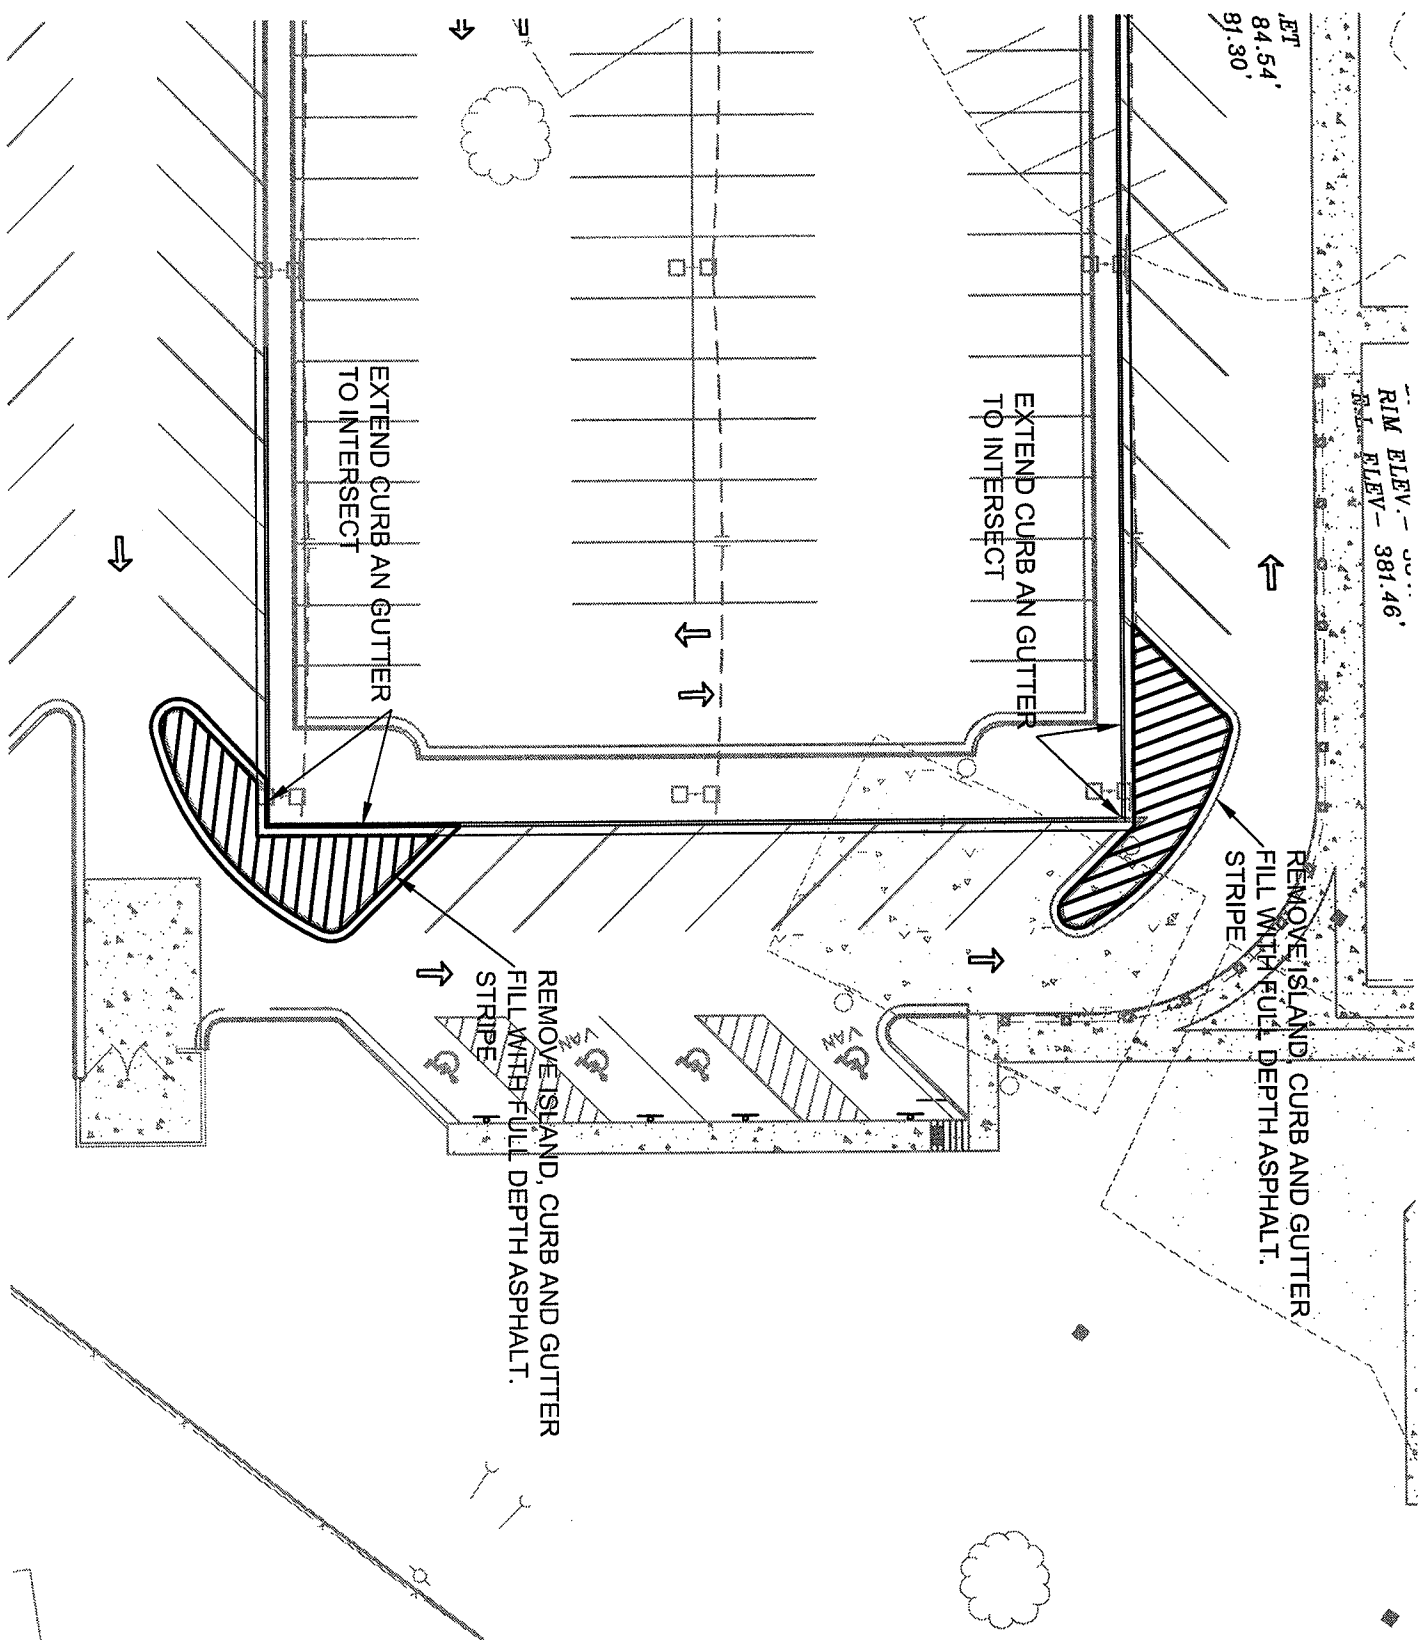 ET
84.54'
81.30'
RIM ELEV.-
ELEV- 381.46'
EXTEND CURB AN GUTTER
TO INTERSECT
EXTEND CURB AN GUTTER
TO INTERSECT
REMOVE ISLAND, CURB AND GUTTER
FILL WITH FULL DEPTH ASPHALT.
STRIPE
REMOVE ISLAND, CURB AND GUTTER
FILL WITH FULL DEPTH ASPHALT.
STRIPE
VAN
VAN